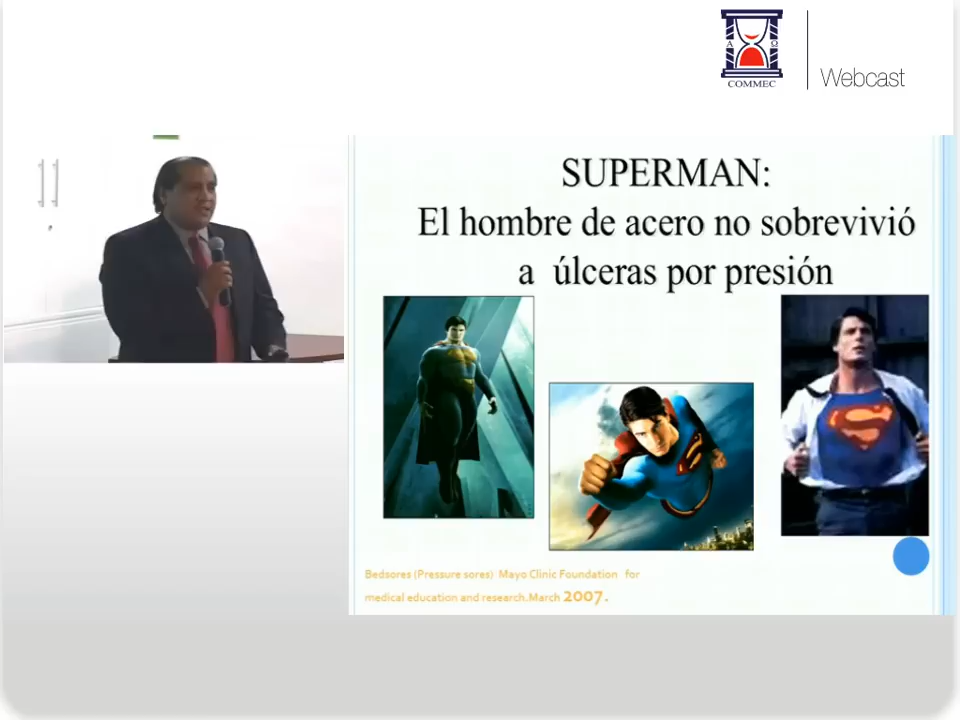 A Ω
COMMEC
Webcast
SUPERMAN:
El hombre de acero no sobrevivió
a úlceras por presión
S
Bedsores (Pressure sores) Mayo Clinic Foundation for
medical education and research.March 2007.